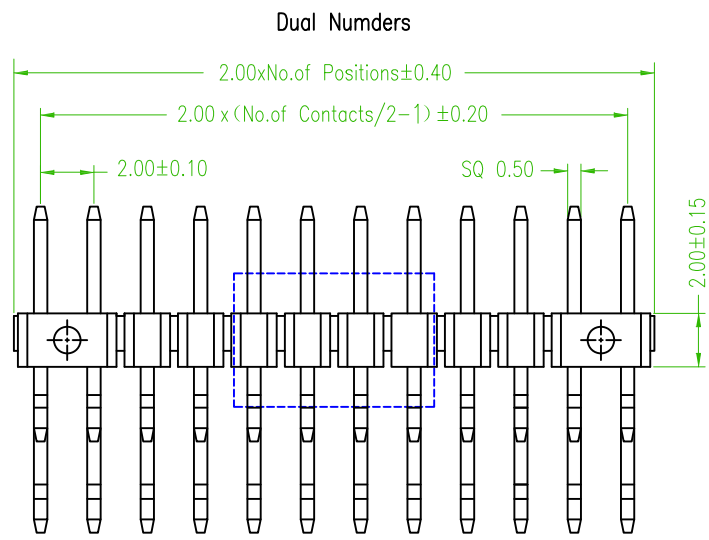 Dual Numders
2.00xNo.of Positions±0.40
2.00 x (No.of Contacts/2-1) ±0.20
2.00±0.10
SQ 0.50
2.00±0.15